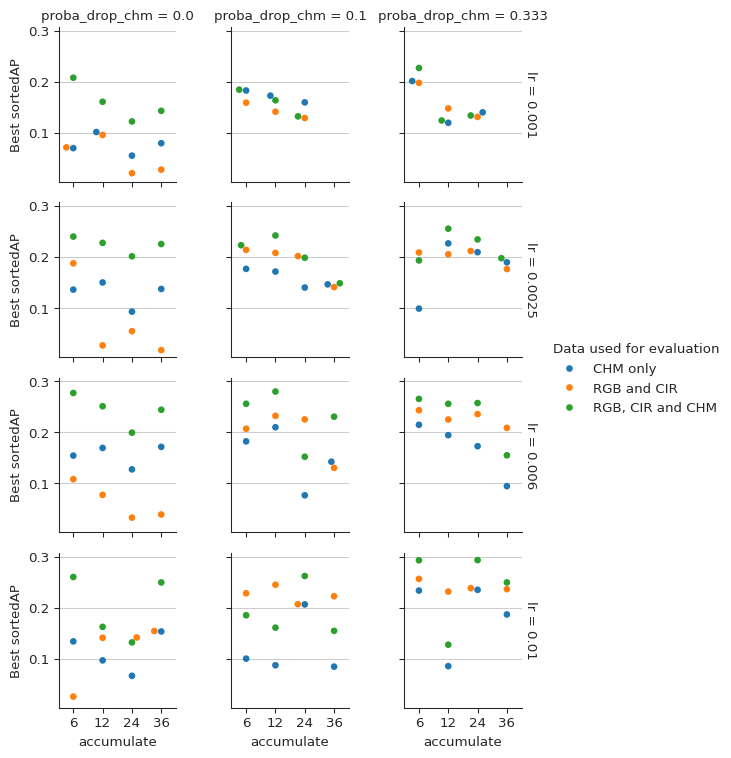 proba_drop_chm = 0.0
proba_drop_chm = 0.1
proba_drop_chm = 0.333
0.3
0.2
0.1
Best sortedAP
lr = 0.001
0.3
0.2
0.1
Best sortedAP
lr = 0.0025
0.3
0.2
0.1
Best sortedAP
lr = 0.006
0.3
0.2
0.1
Best sortedAP
lr = 0.01
6 12 24 36
6 12 24 36
6 12 24 36
accumulate
accumulate
accumulate
Data used for evaluation
CHM only
RGB and CIR
RGB, CIR and CHM